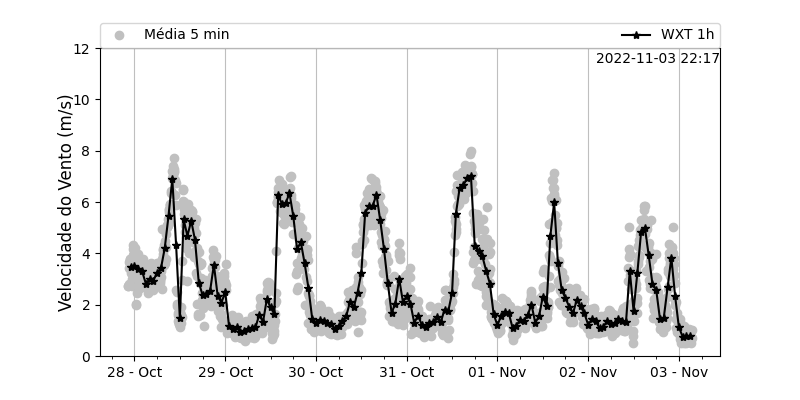 Média 5 min
WXT 1h
2022-11-03 22:17
Velocidade do Vento (m/s)
12
10
8
6
4
2
0
28 - Oct
29 - Oct
30 - Oct
31 - Oct
01 - Nov
02 - Nov
03 - Nov